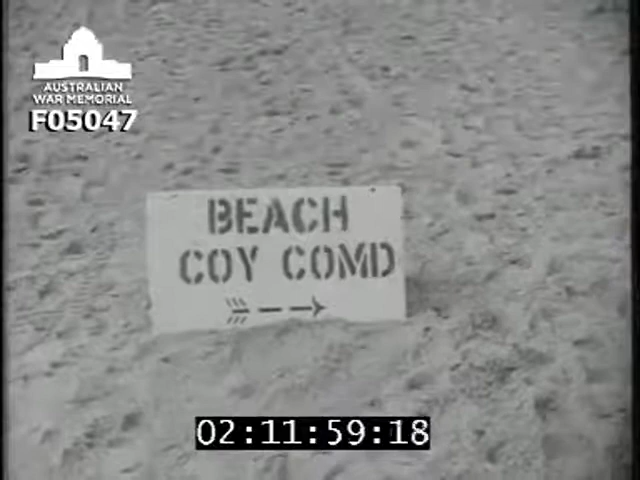 AUSTRALIAN
WAR MEMORIAL
F05047
BEACH
COY COMD
02:11:59:18